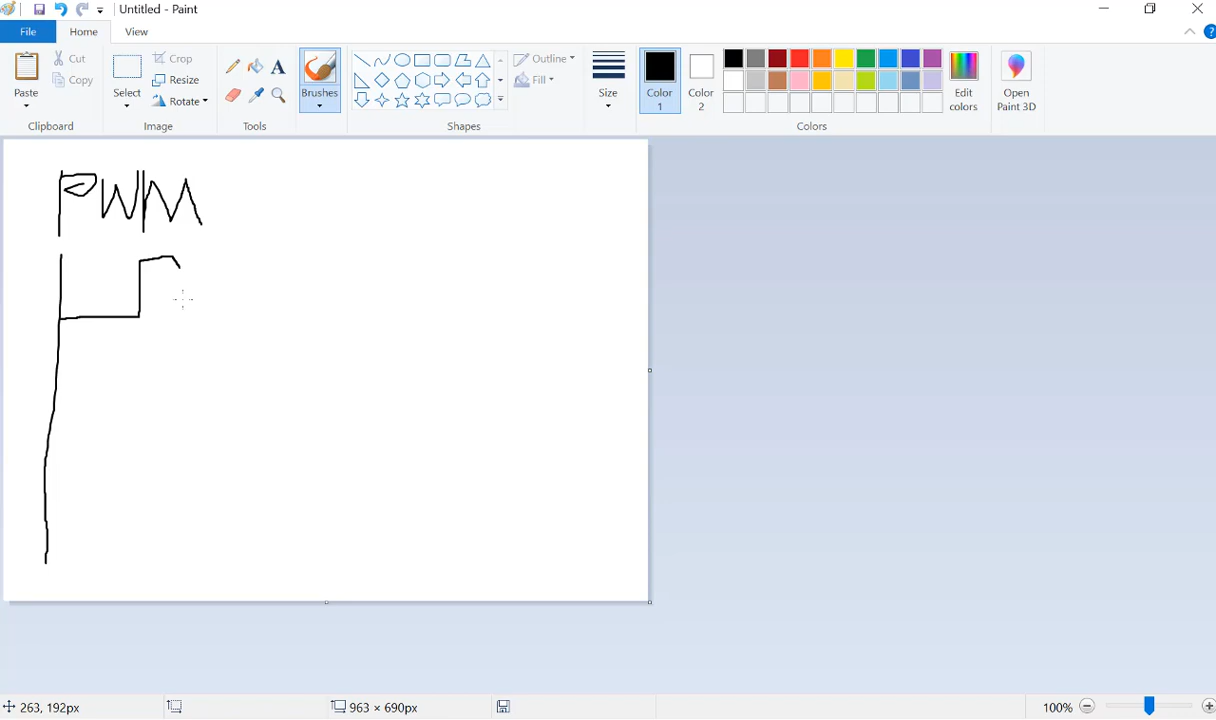 Untitled - Paint
File Home View
Paste
Cut
Copy
Clipboard
Select
Crop
Resize
Rotate
Image
A
Tools
Brushes
Outline
Fill
Shapes
Size
Color 1
Color 2
Edit colors
Open Paint 3D
Colors
PWM
263, 192px
963 × 690px
100%